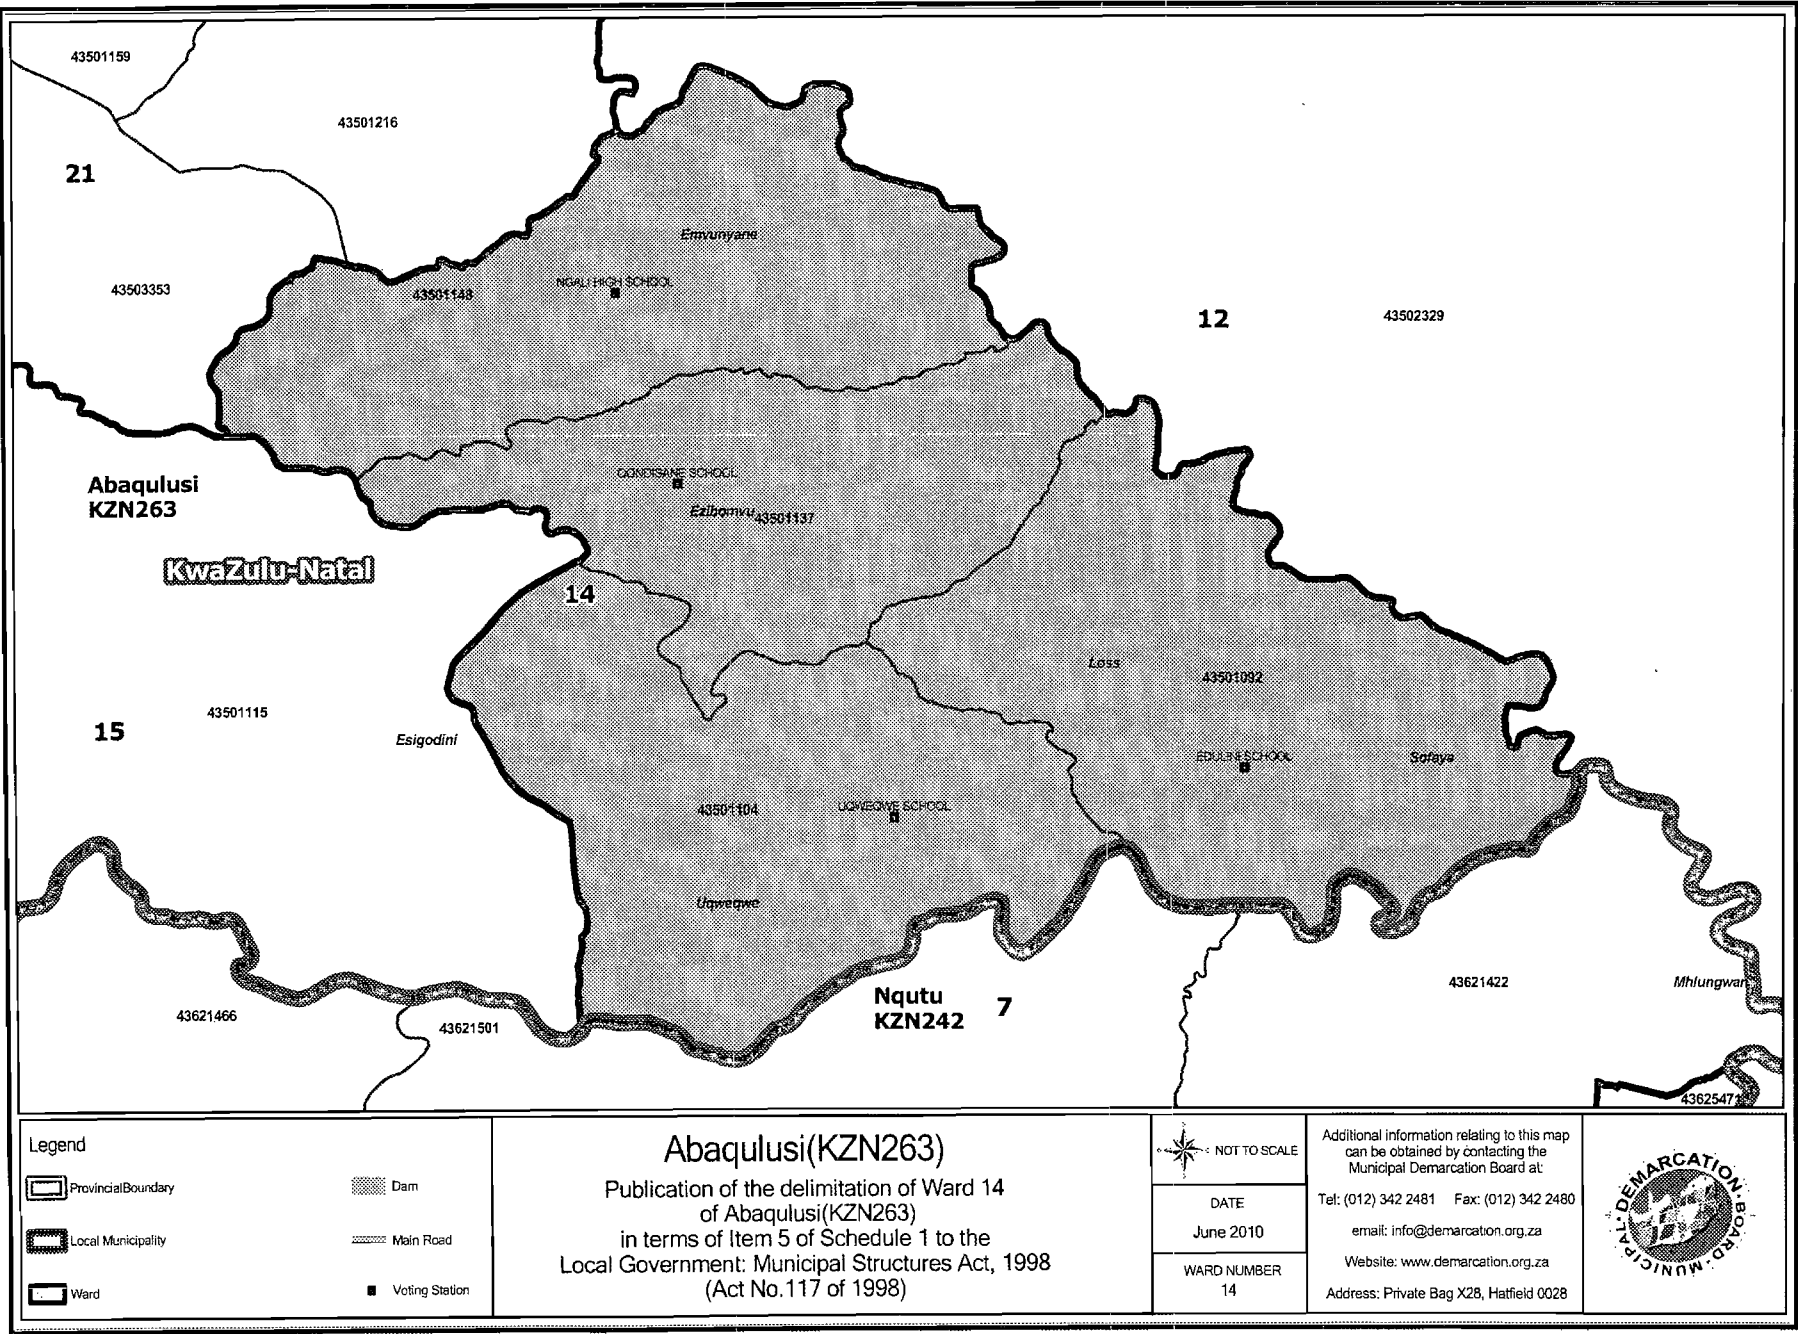 43501159
43501216
21
Emvunyane
NGALI HIGH SCHOOL
43503353
43501148
12
43502329
QONDISANE SCHOOL
Abaqulusi
KZN263
Ezibomvu
43501137
KwaZulu-Natal
14
Loss
43501092
43501115
15
Esigodini
EDULINI SCHOOL
Sofaya
43501104
UQWEQWE SCHOOL
Uqweqwe
43621422
Mhlungwan
Nqutu
KZN242
7
43621466
43621501
43625471
Legend
ProvincialBoundary
Local Municipality
Ward
Dam
Main Road
Voting Station
Abaqulusi(KZN263)
Publication of the delimitation of Ward 14
of Abaqulusi(KZN263)
in terms of Item 5 of Schedule 1 to the
Local Government: Municipal Structures Act, 1998
(Act No.117 of 1998)
NOT TO SCALE
DATE
June 2010
WARD NUMBER
14
Additional information relating to this map
can be obtained by contacting the
Municipal Demarcation Board at:
Tel: (012) 342 2481 Fax: (012) 342 2480
email: info@demarcation.org.za
Website: www.demarcation.org.za
Address: Private Bag X28, Hatfield 0028
MUNICIPAL DEMARCATION BOARD